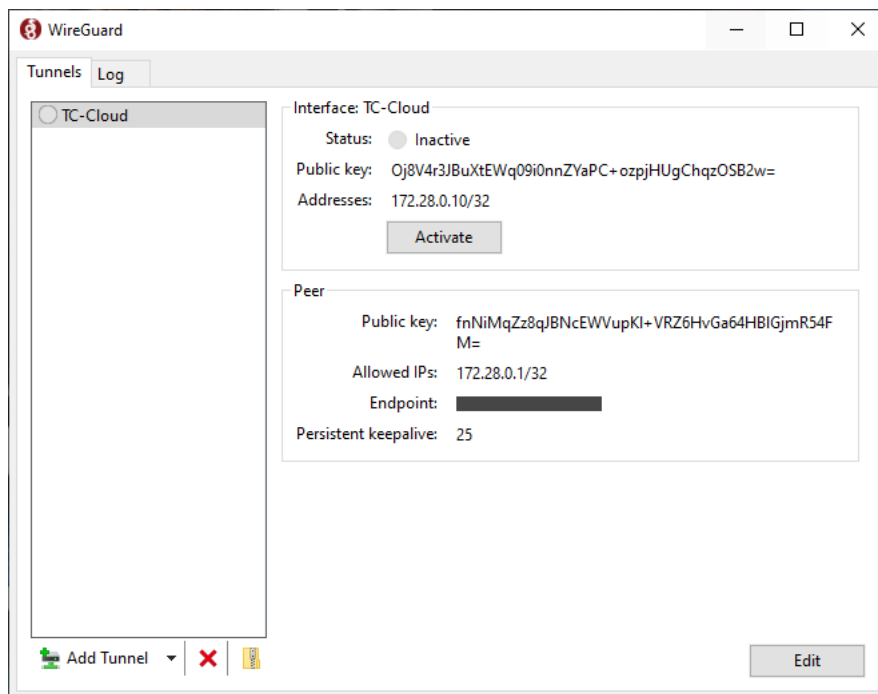 WireGuard
Tunnels Log
TC-Cloud
Interface: TC-Cloud
Status: Inactive
Public key: Oj8V4r3JBuXtEWq09i0nnZYaPC+ozpjHUgChqzOSB2w=
Addresses: 172.28.0.10/32
Activate
Peer
Public key: fnNiMqZz8qJBNcEWVupKI+VRZ6HvGa64HBIGjmR54F
M=
Allowed IPs: 172.28.0.1/32
Endpoint:
Persistent keepalive: 25
Add Tunnel
Edit